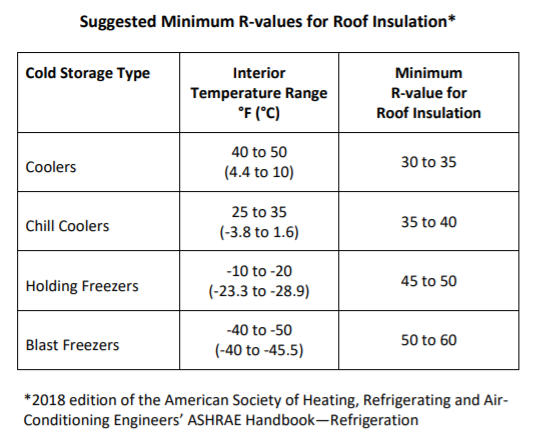 Suggested Minimum R-values for Roof Insulation*
Cold Storage Type
Interior
Temperature Range
°F (°C)
Minimum
R-value for
Roof Insulation
Coolers
40 to 50
(4.4 to 10)
30 to 35
Chill Coolers
25 to 35
(-3.8 to 1.6)
35 to 40
Holding Freezers
-10 to -20
(-23.3 to -28.9)
45 to 50
Blast Freezers
-40 to -50
(-40 to -45.5)
50 to 60
*2018 edition of the American Society of Heating, Refrigerating and Air-
Conditioning Engineers’ ASHRAE Handbook—Refrigeration